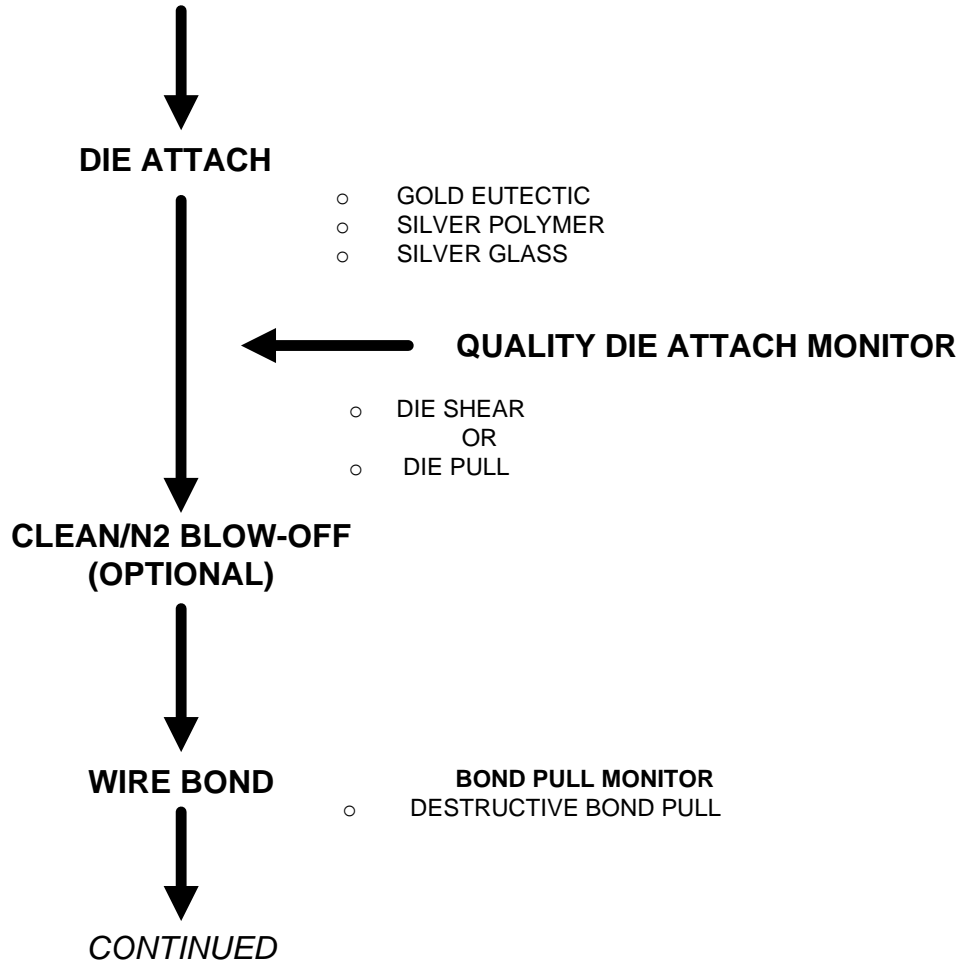 DIE ATTACH
○ GOLD EUTECTIC
○ SILVER POLYMER
○ SILVER GLASS
QUALITY DIE ATTACH MONITOR
○ DIE SHEAR
OR
○ DIE PULL
CLEAN/N2 BLOW-OFF
(OPTIONAL)
WIRE BOND
BOND PULL MONITOR
○ DESTRUCTIVE BOND PULL
CONTINUED